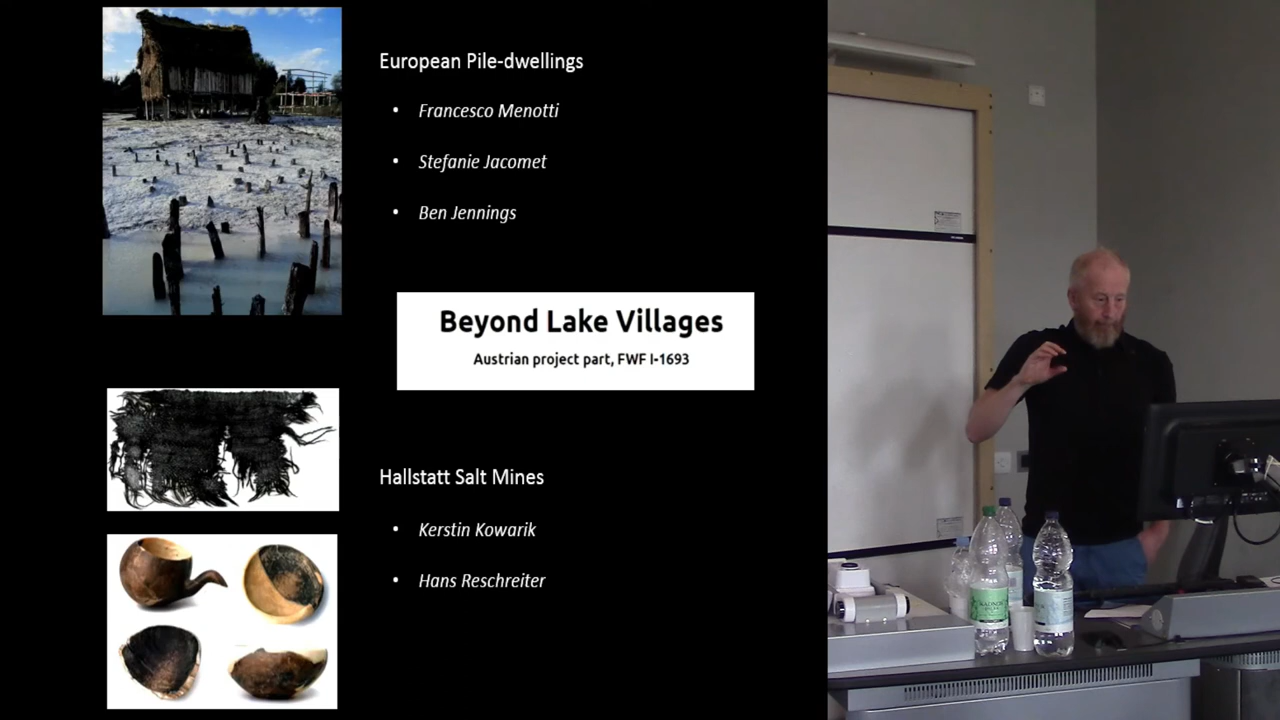 European Pile-dwellings
• Francesco Menotti
• Stefanie Jacomet
• Ben Jennings
Beyond Lake Villages
Austrian project part, FWF I-1693
Hallstatt Salt Mines
• Kerstin Kowarik
• Hans Reschreiter